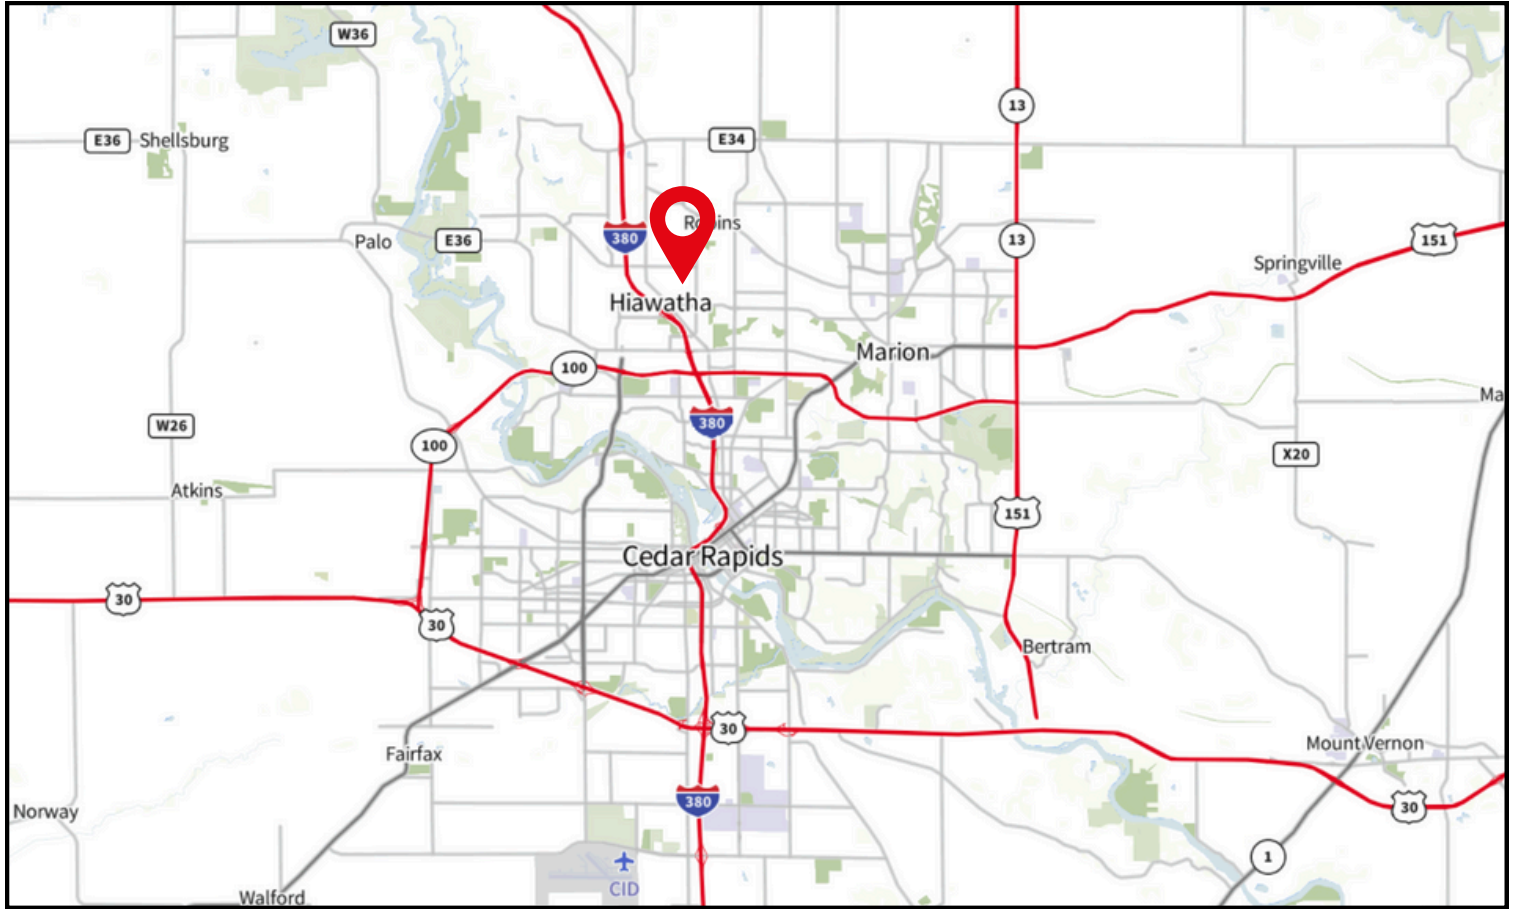 W36
13
E36
Shellsburg
E34
Robins
Palo
E36
380
13
151
Springville
Hiawatha
Marion
100
Ma
380
W26
100
X20
Atkins
151
Cedar Rapids
30
30
Bertram
30
Mount Vernon
Fairfax
380
30
Norway
1
CID
Walford